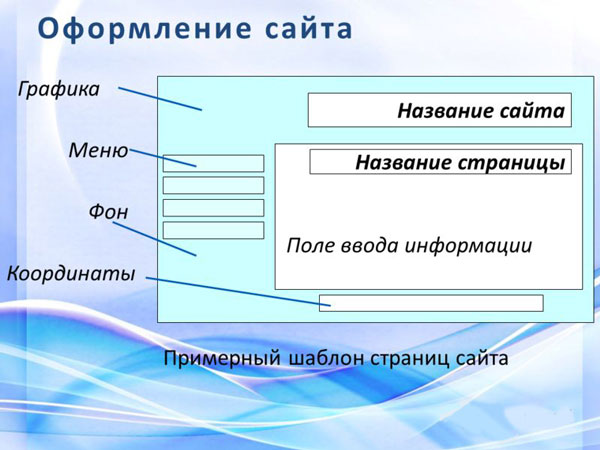 Оформление сайта
Графика
Название сайта
Меню
Название страницы
Фон
Поле ввода информации
Координаты
Примерный шаблон страниц сайта